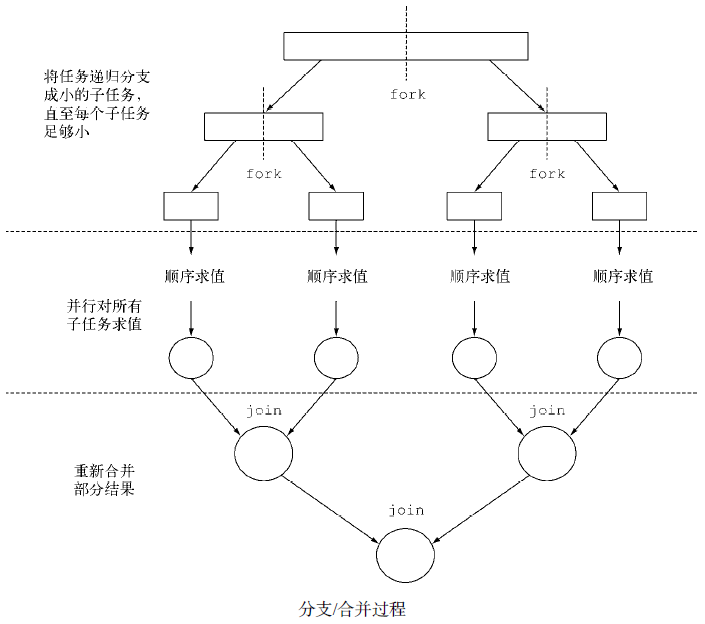 将任务递归分支
成小的子任务，
直至每个子任务
足够小
fork
fork
fork
顺序求值
顺序求值
顺序求值
顺序求值
并行对所有
子任务求值
join
join
重新合并
部分结果
join
分支/合并过程